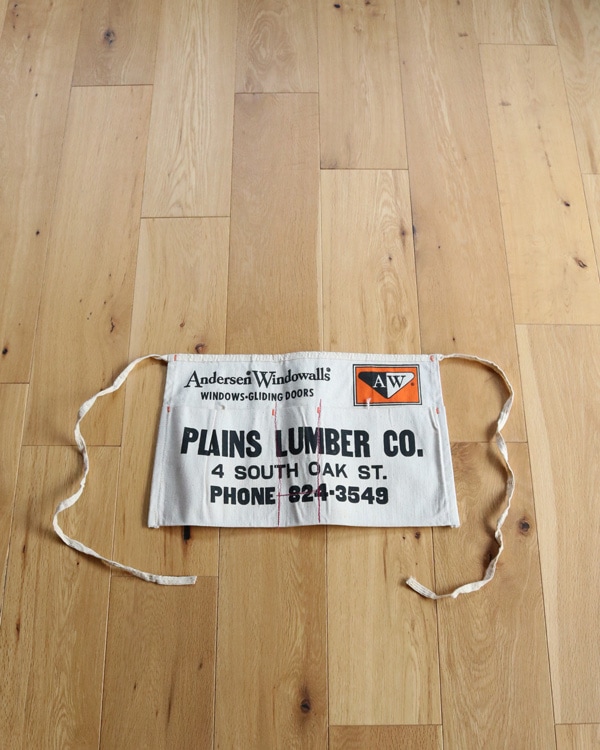 Andersen Windowalls®
WINDOWS•GLIDING DOORS
AW®
PLAINS LUMBER CO.
4 SOUTH OAK ST.
PHONE 824-3549